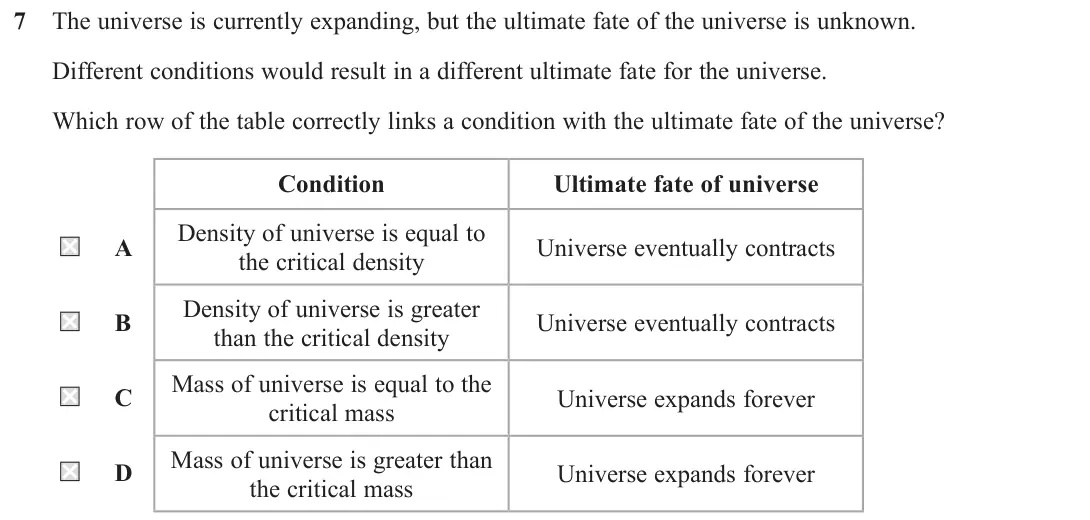 7 The universe is currently expanding, but the ultimate fate of the universe is unknown.
Different conditions would result in a different ultimate fate for the universe.
Which row of the table correctly links a condition with the ultimate fate of the universe?
Condition Ultimate fate of universe
A Density of universe is equal to
the critical density Universe eventually contracts
B Density of universe is greater
than the critical density Universe eventually contracts
C Mass of universe is equal to the
critical mass Universe expands forever
D Mass of universe is greater than
the critical mass Universe expands forever